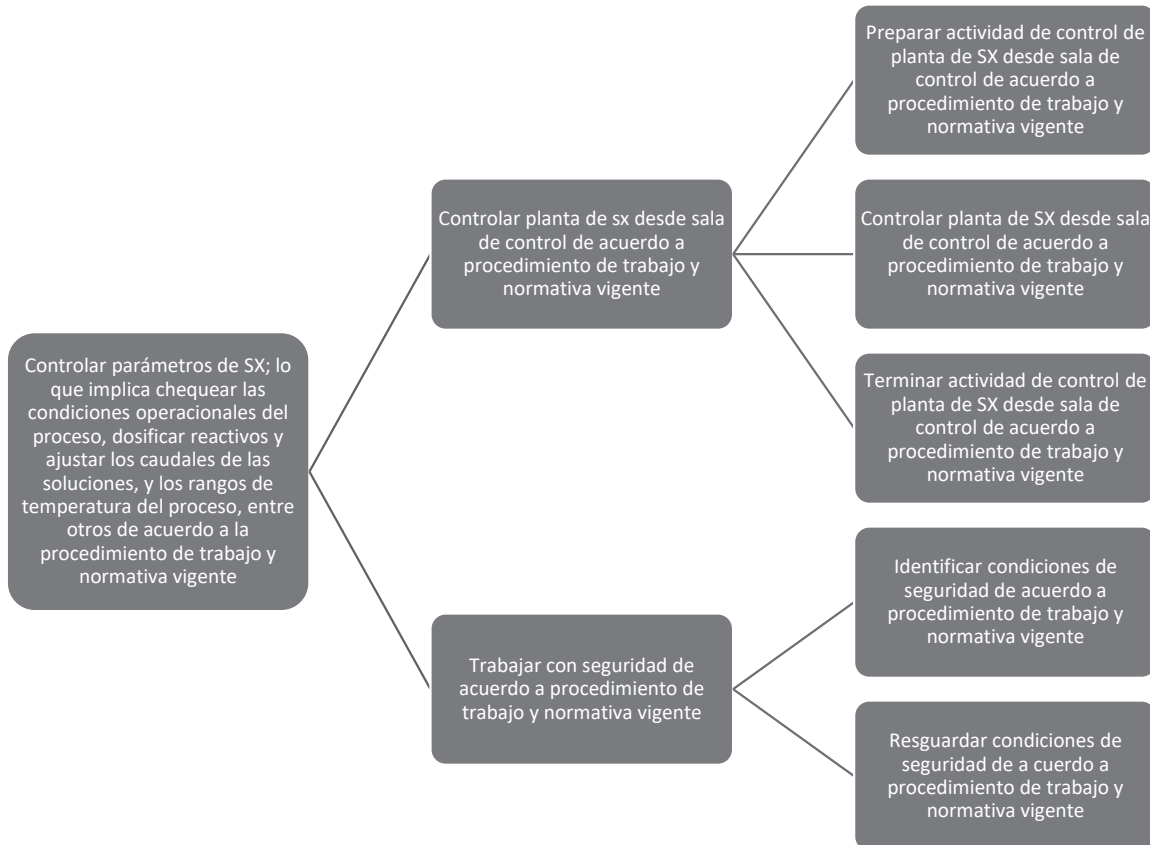 Controlar parámetros de SX; lo
que implica chequear las
condiciones operacionales del
proceso, dosificar reactivos y
ajustar los caudales de las
soluciones, y los rangos de
temperatura del proceso, entre
otros de acuerdo a la
procedimiento de trabajo y
normativa vigente
Controlar planta de sx desde sala
de control de acuerdo a
procedimiento de trabajo y
normativa vigente
Preparar actividad de control de
planta de SX desde sala de
control de acuerdo a
procedimiento de trabajo y
normativa vigente
Controlar planta de SX desde sala
de control de acuerdo a
procedimiento de trabajo y
normativa vigente
Terminar actividad de control de
planta de SX desde sala de
control de acuerdo a
procedimiento de trabajo y
normativa vigente
Trabajar con seguridad de
acuerdo a procedimiento de
trabajo y normativa vigente
Identificar condiciones de
seguridad de acuerdo a
procedimiento de trabajo y
normativa vigente
Resguardar condiciones de
seguridad de a cuerdo a
procedimiento de trabajo y
normativa vigente